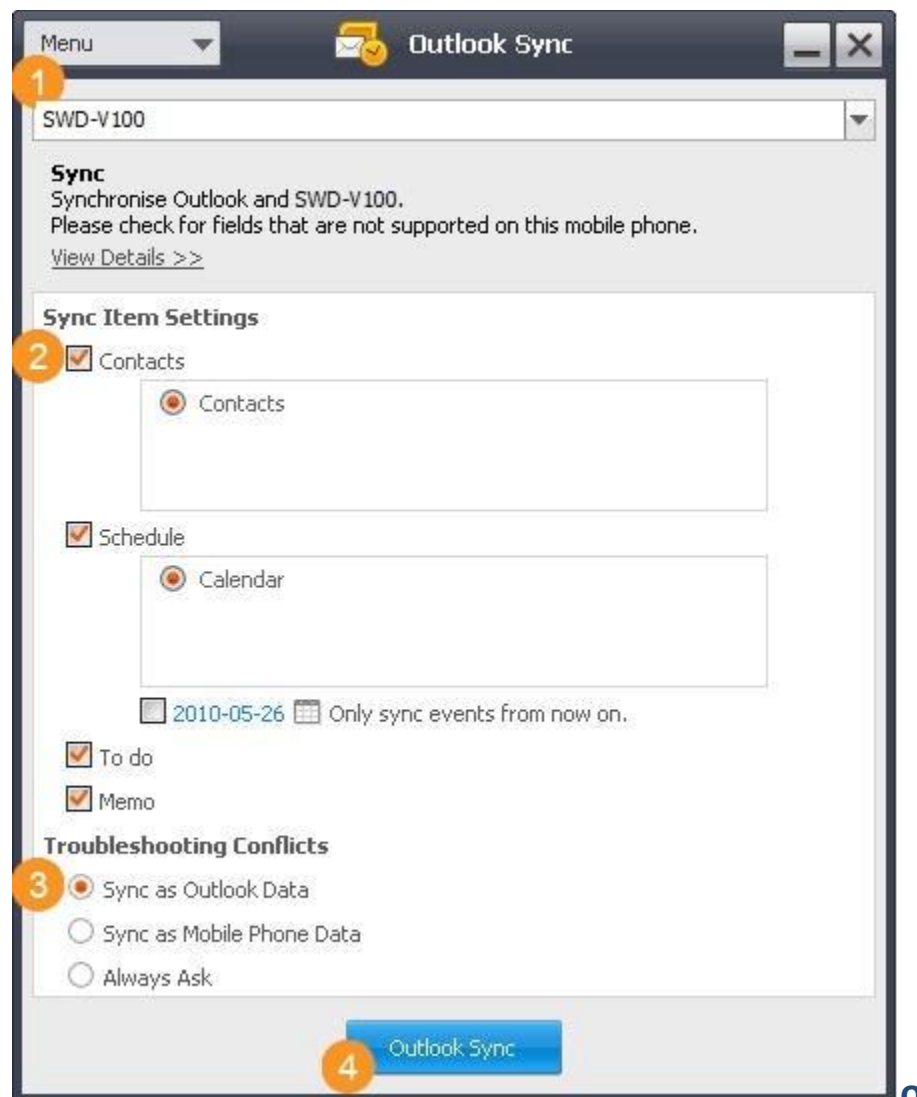 Menu
Outlook Sync
1
SWD-V100
Sync
Synchronise Outlook and SWD-V100.
Please check for fields that are not supported on this mobile phone.
View Details >>
Sync Item Settings
2 Contacts
Contacts
Schedule
Calendar
2010-05-26 Only sync events from now on.
To do
Memo
Troubleshooting Conflicts
3 Sync as Outlook Data
Sync as Mobile Phone Data
Always Ask
4 Outlook Sync